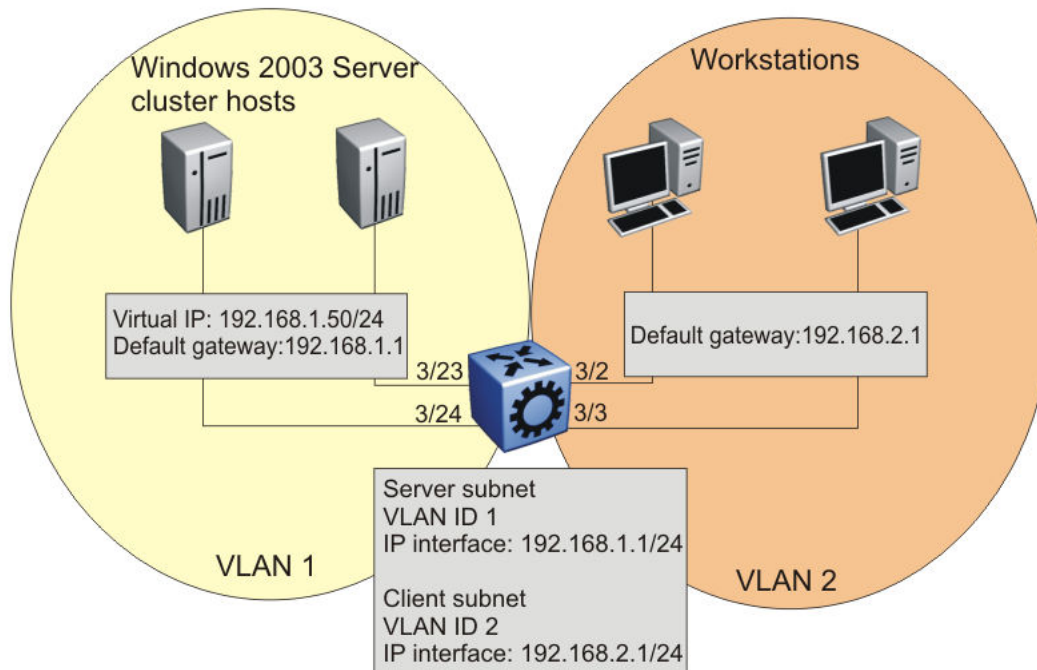 Windows 2003 Server
cluster hosts
Workstations
Virtual IP: 192.168.1.50/24
Default gateway:192.168.1.1
Default gateway:192.168.2.1
3/23
3/2
3/24
3/3
Server subnet
VLAN ID 1
IP interface: 192.168.1.1/24
Client subnet
VLAN ID 2
IP interface: 192.168.2.1/24
VLAN 1
VLAN 2